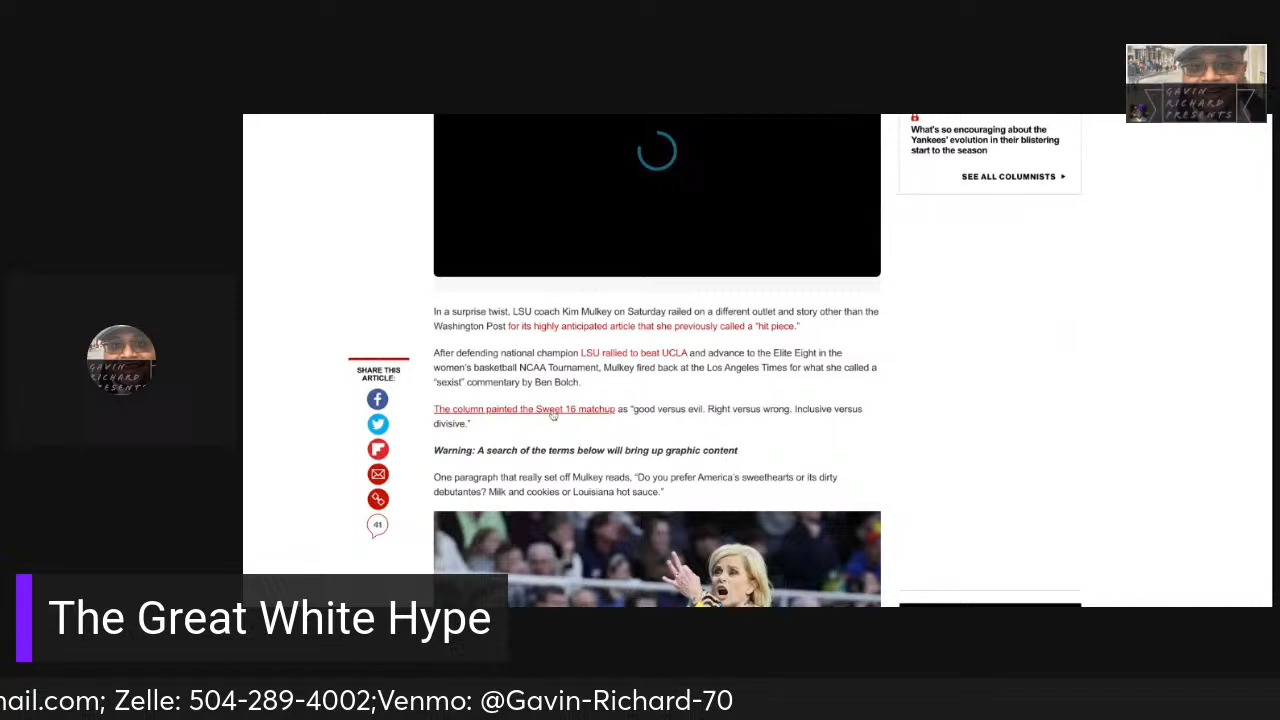 GAVIN
RICHARD
PRESENTS
What's so encouraging about the
Yankees' evolution in their blistering
start to the season
SEE ALL COLUMNISTS
In a surprise twist, LSU coach Kim Mulkey on Saturday railed on a different outlet and story other than the
Washington Post for its highly anticipated article that she previously called a “hit piece.”
After defending national champion LSU rallied to beat UCLA and advance to the Elite Eight in the
women's basketball NCAA Tournament, Mulkey fired back at the Los Angeles Times for what she called a
“sexist” commentary by Ben Bolch.
The column painted the Sweet 16 matchup as “good versus evil. Right versus wrong. Inclusive versus
divisive.”
Warning: A search of the terms below will bring up graphic content
One paragraph that really set off Mulkey reads, “Do you prefer America's sweethearts or its dirty
debutantes? Milk and cookies or Louisiana hot sauce.”
SHARE THIS
ARTICLE:
41
GAVIN
RICHARD
PRESENTS
The Great White Hype
mail.com; Zelle: 504-289-4002;Venmo: @Gavin-Richard-70